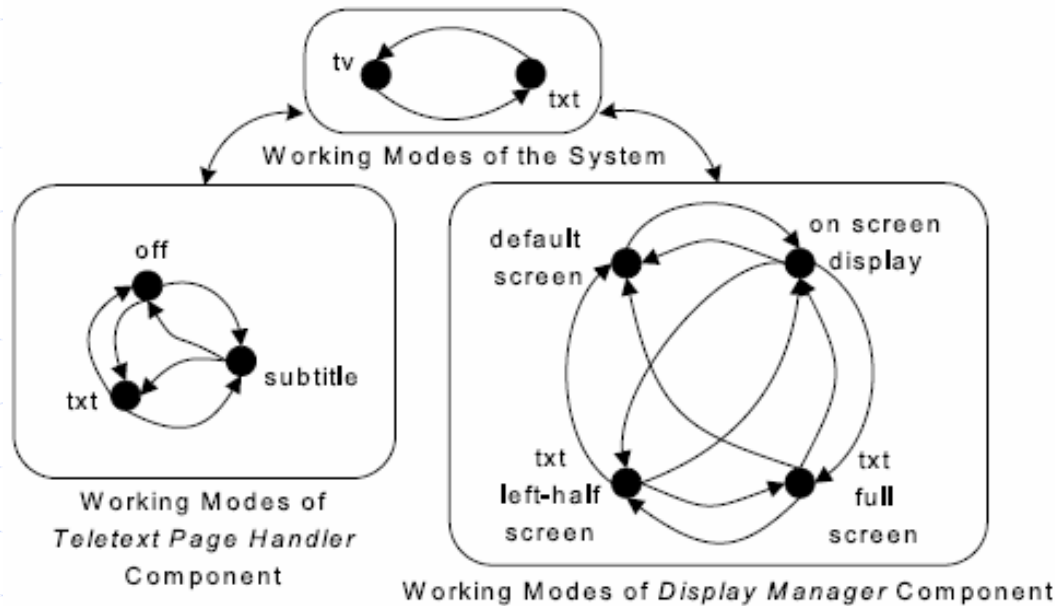 tv
txt
Working Modes of the System
off
subtitle
txt
Working Modes of
Teletext Page Handler
Component
default
screen
on screen
display
txt
left-half
screen
txt
full
screen
Working Modes of Display Manager Component